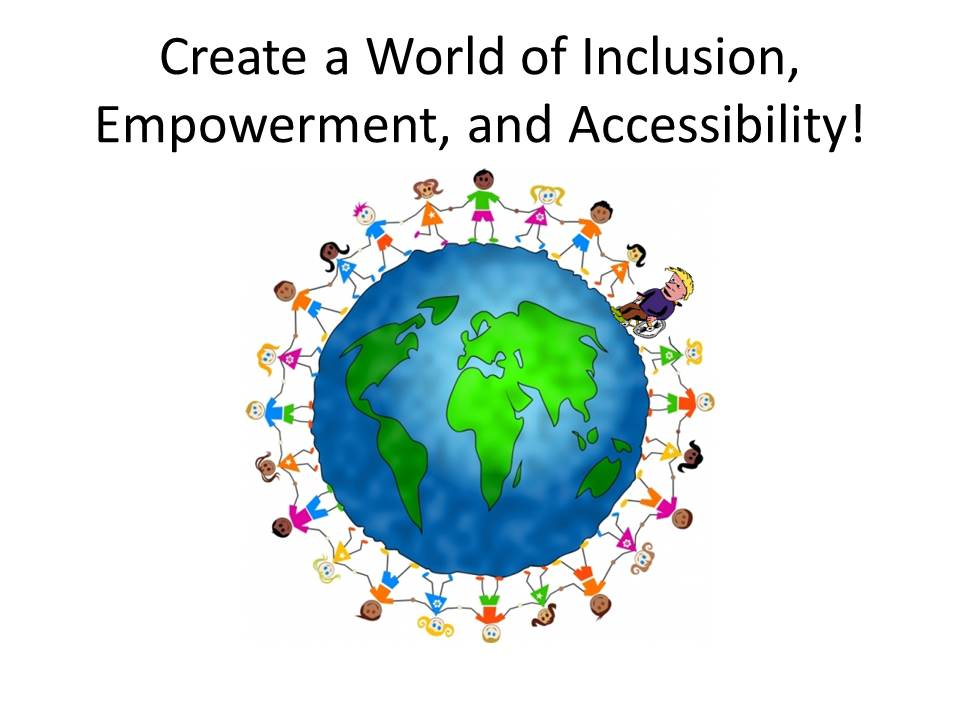 Create a World of Inclusion,
Empowerment, and Accessibility!